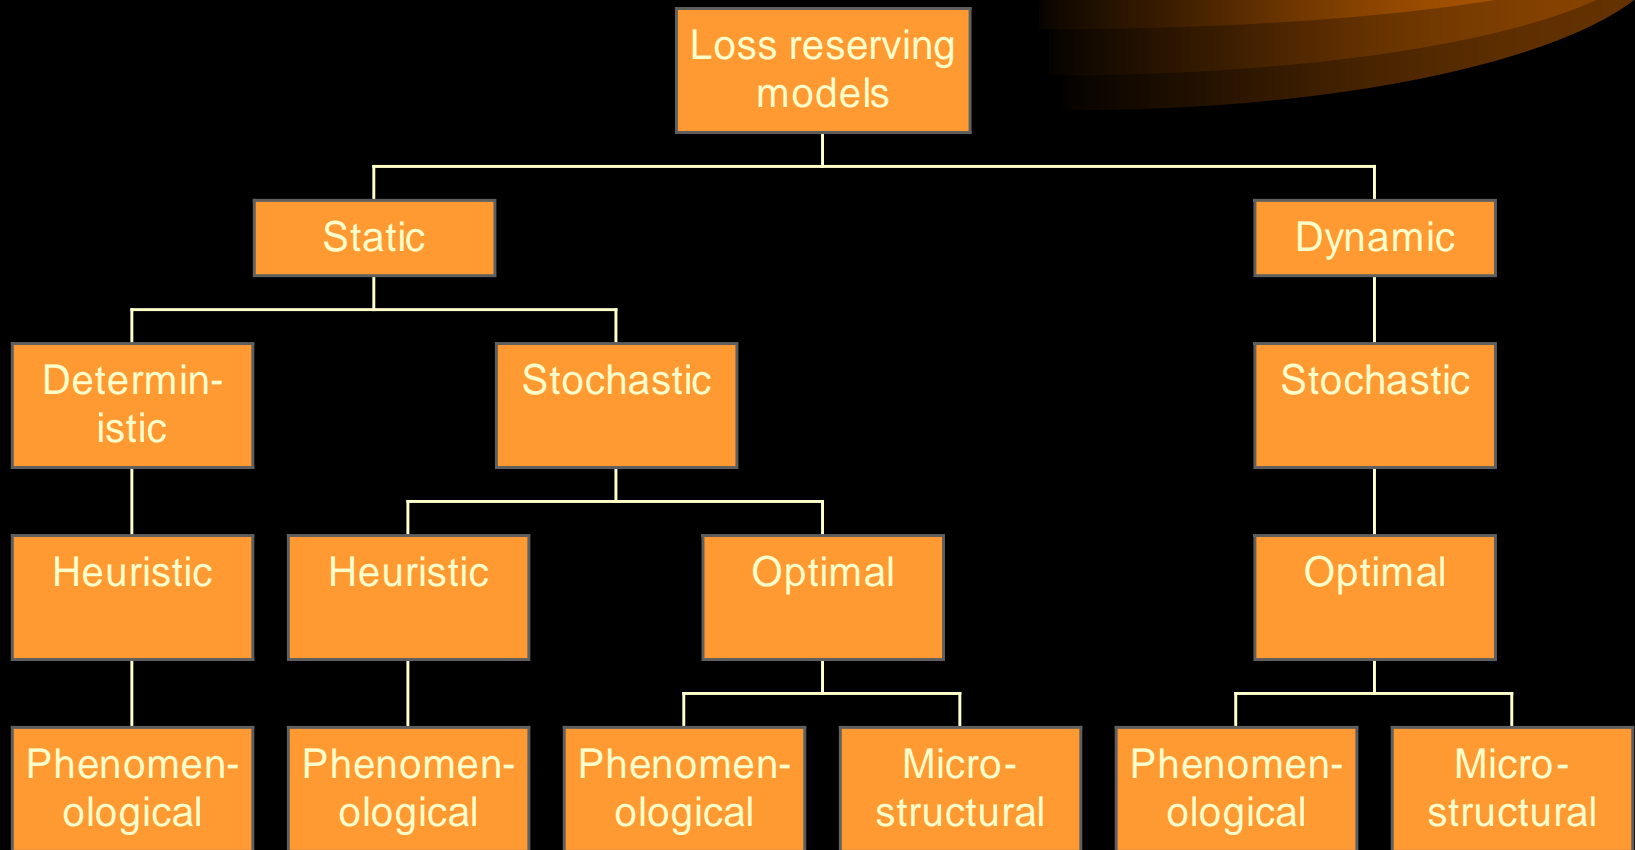 Loss reserving
models
Static
Dynamic
Determin-
istic
Stochastic
Stochastic
Heuristic
Heuristic
Optimal
Optimal
Phenomen-
ological
Phenomen-
ological
Phenomen-
ological
Micro-
structural
Phenomen-
ological
Micro-
structural